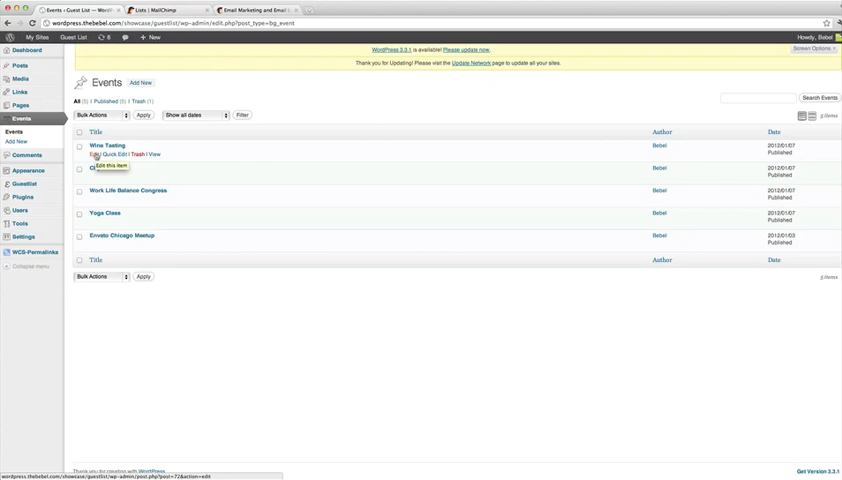 Events ‹ Guest List — WordP
Lists | MailChimp
Email Marketing and Email L
wordpress.thebebel.com/showcase/guestlist/wp-admin/edit.php?post_type=bg_event
My Sites Guest List 6 + New Howdy, Bebel
Dashboard
Posts
Media
Links
Pages
Events
Events
Add New
Comments
Appearance
Guestlist
Plugins
Users
Tools
Settings
WCS-Permalinks
Collapse menu
WordPress 3.3.1 is available! Please update now.
Screen Options
Thank you for Updating! Please visit the Update Network page to update all your sites.
Events Add New
All (5) | Published (5) | Trash (1)
Search Events
Bulk Actions Apply Show all dates Filter 5 items
Title Author Date
Wine Tasting Bebel 2012/01/07
Published
Edit | Quick Edit | Trash | View
Edit this item
Bebel 2012/01/07
Published
Work Life Balance Congress Bebel 2012/01/07
Published
Yoga Class Bebel 2012/01/07
Published
Envato Chicago Meetup Bebel 2012/01/03
Published
Title Author Date
Bulk Actions Apply 5 items
Thank you for creating with WordPress.
Get Version 3.3.1
wordpress.thebebel.com/showcase/guestlist/wp-admin/post.php?post=72&action=edit